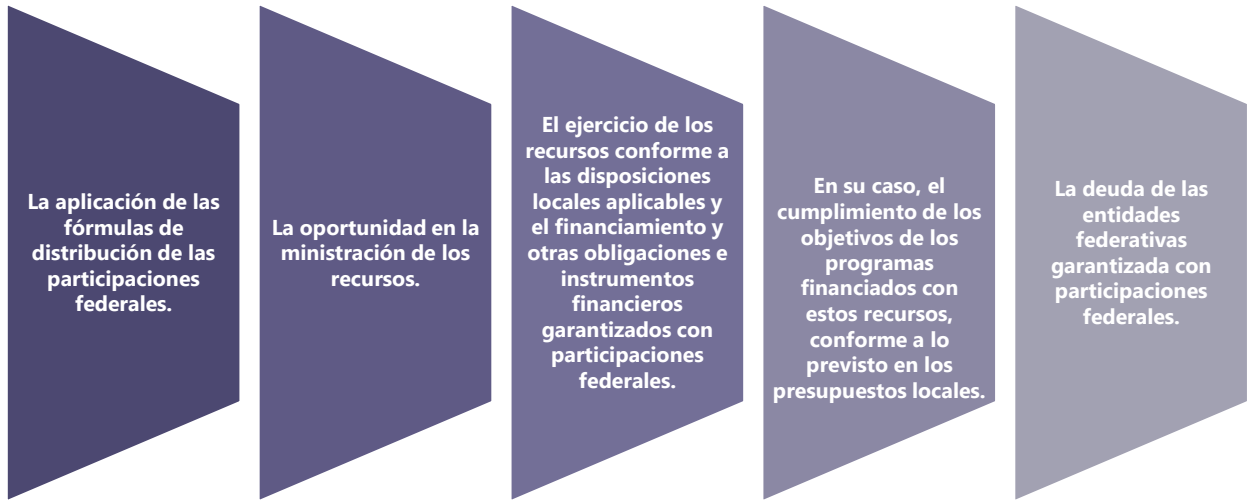 La aplicación de las
fórmulas de
distribución de las
participaciones
federales.
La oportunidad en la
ministración de los
recursos.
El ejercicio de los
recursos conforme a
las disposiciones
locales aplicables y
el financiamiento y
otras obligaciones e
instrumentos
financieros
garantizados con
participaciones
federales.
En su caso, el
cumplimiento de los
objetivos de los
programas
financiados con
estos recursos,
conforme a lo
previsto en los
presupuestos locales.
La deuda de las
entidades
federativas
garantizada con
participaciones
federales.